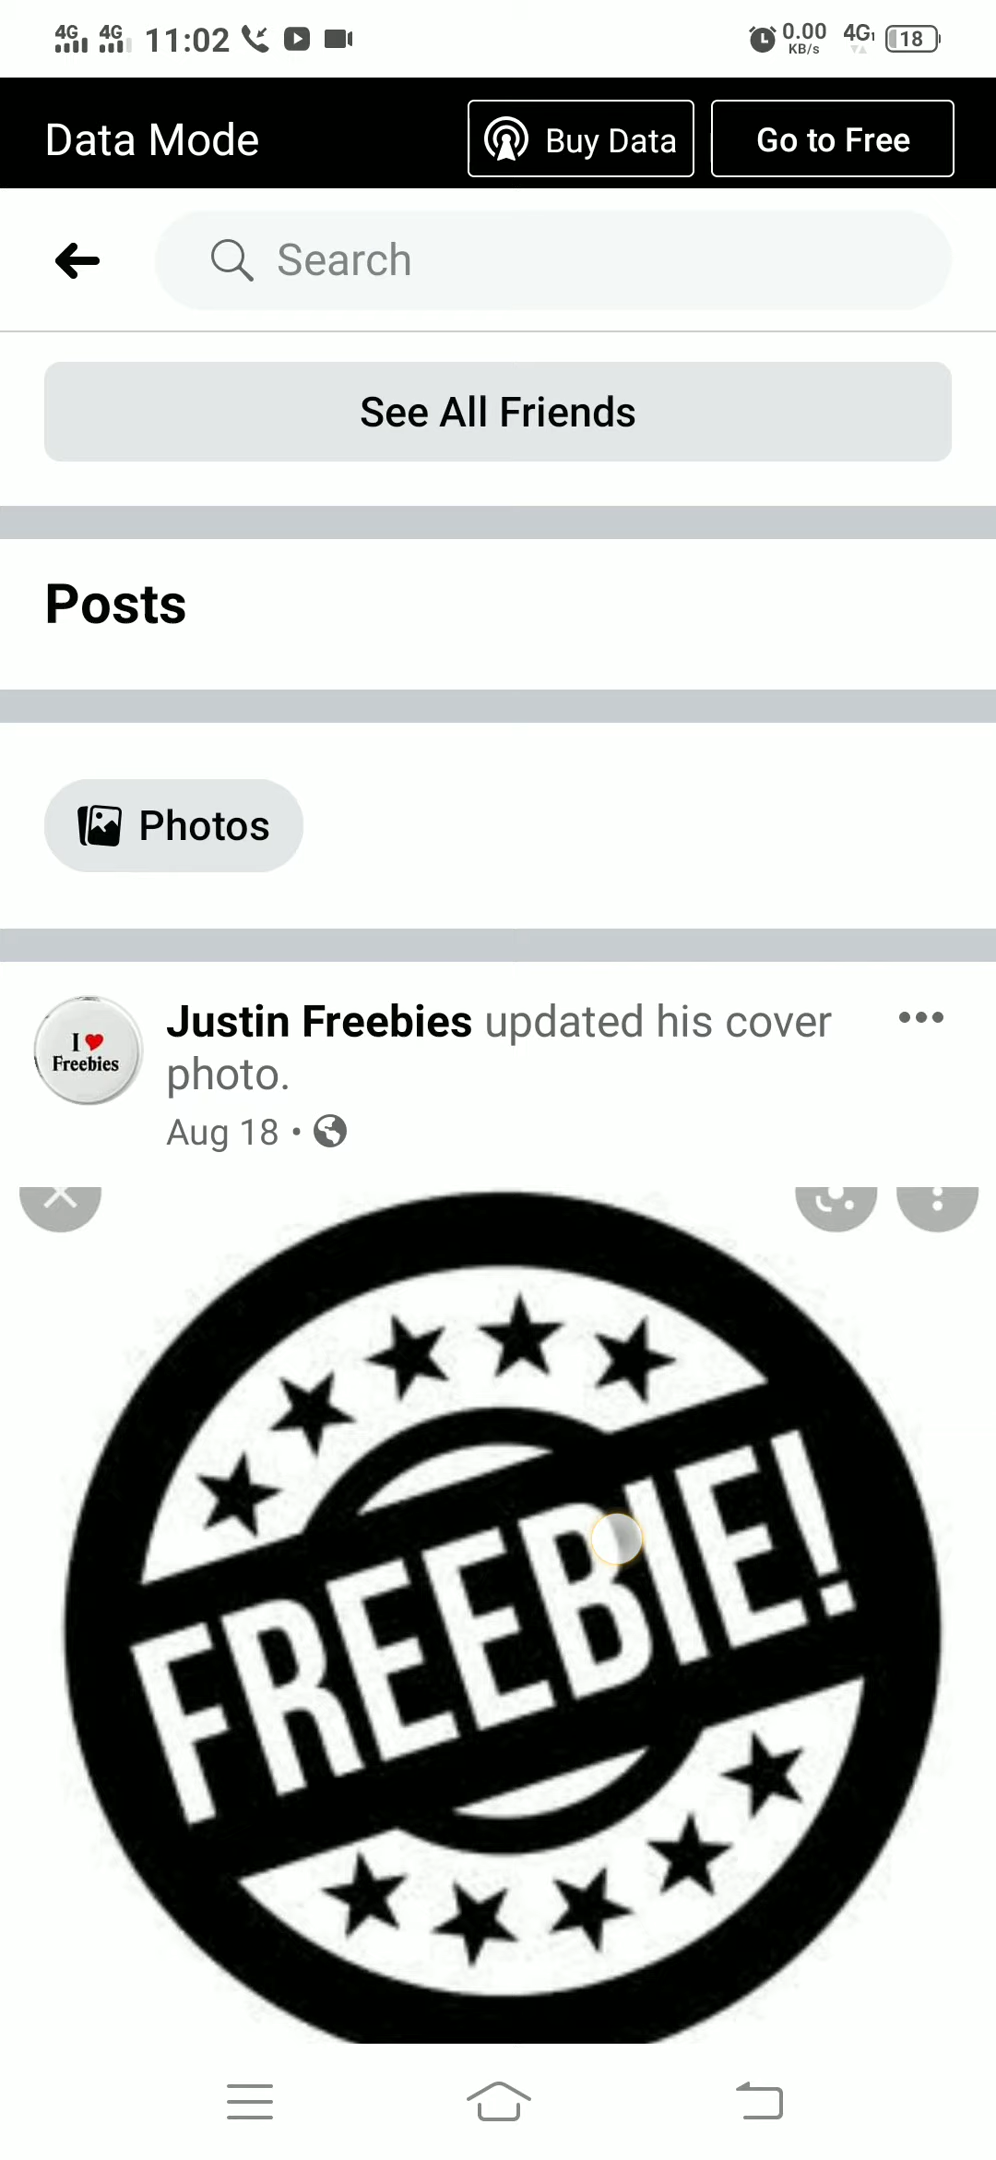 4G 4G 11:02 0.00 KB/s 4G1 18
Data Mode Buy Data Go to Free
Search
See All Friends
Posts
Photos
I ❤ Freebies
Justin Freebies updated his cover
photo.
Aug 18 •
FREEBIE!